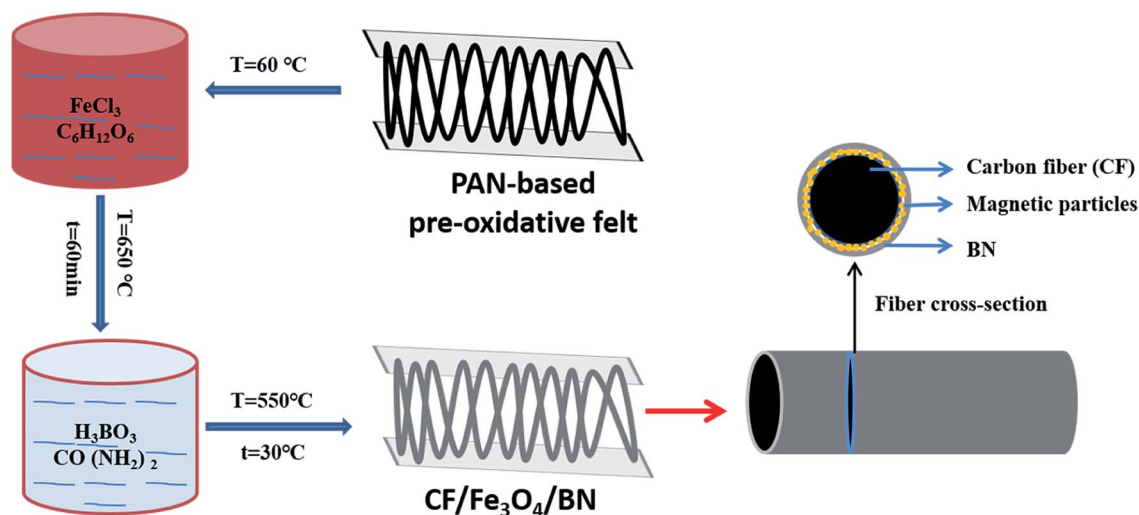 T=60 °C
FeCl₃
C₆H₁₂O₆
PAN-based
pre-oxidative felt
T=650 °C
t=60min
H₃BO₃
CO (NH₂) ₂
T=550°C
t=30°C
CF/Fe₃O₄/BN
Carbon fiber (CF)
Magnetic particles
BN
Fiber cross-section